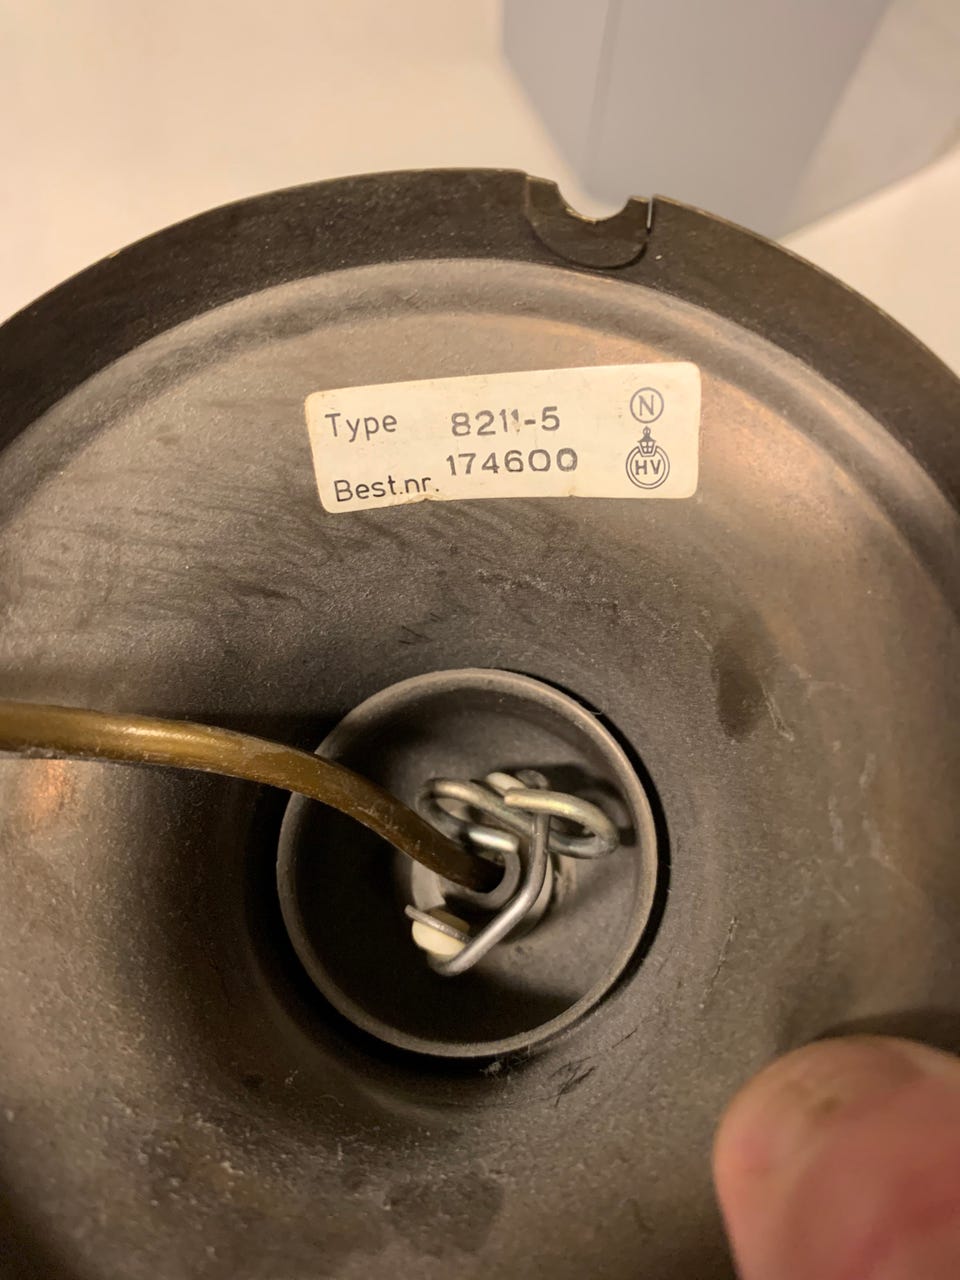 Type 8211-5 N
174600
Best.nr. HV